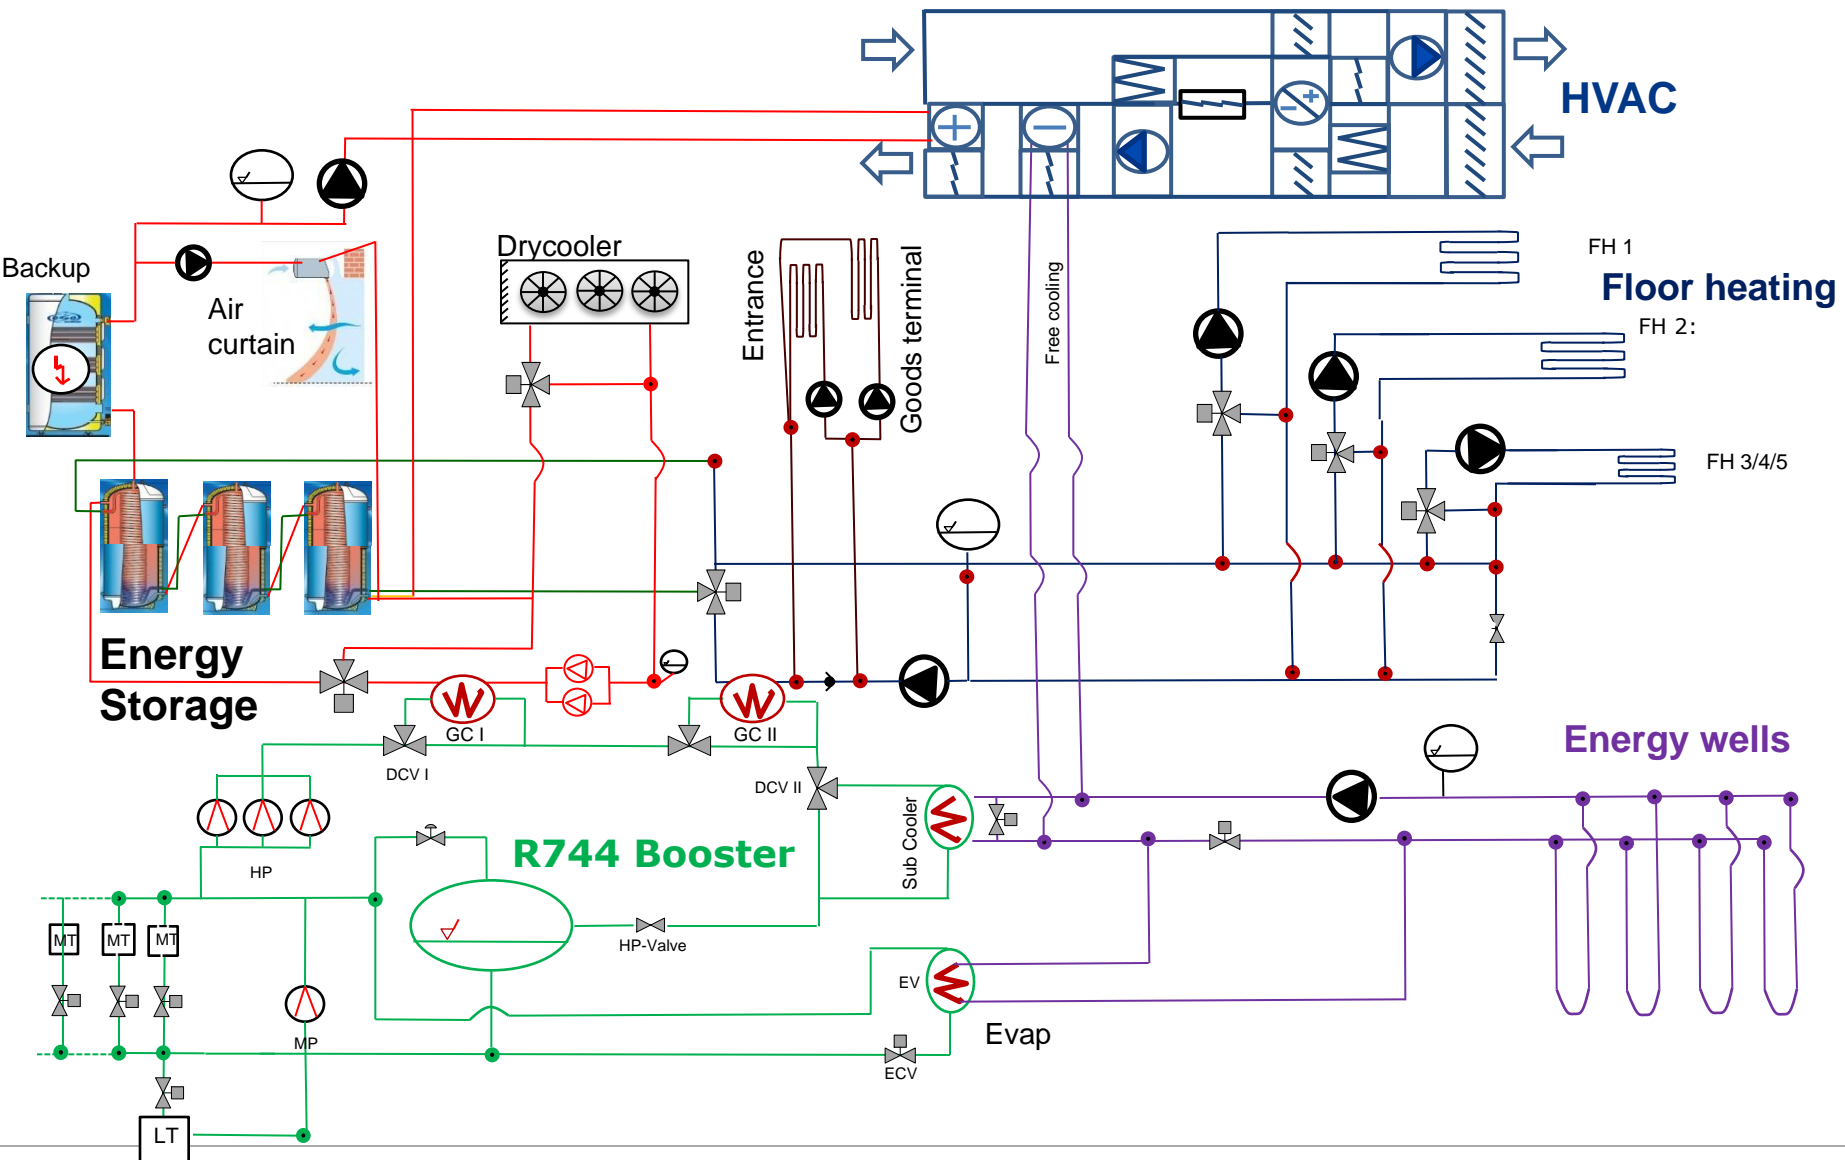 HVAC
Drycooler
Backup
Air
curtain
Entrance
Goods terminal
Free cooling
FH 1
Floor heating
FH 2:
FH 3/4/5
Energy
Storage
GC I
GC II
DCV I
DCV II
Energy wells
Sub Cooler
R744 Booster
HP
HP-Valve
MT
MT
MT
EV
Evap
MP
ECV
LT